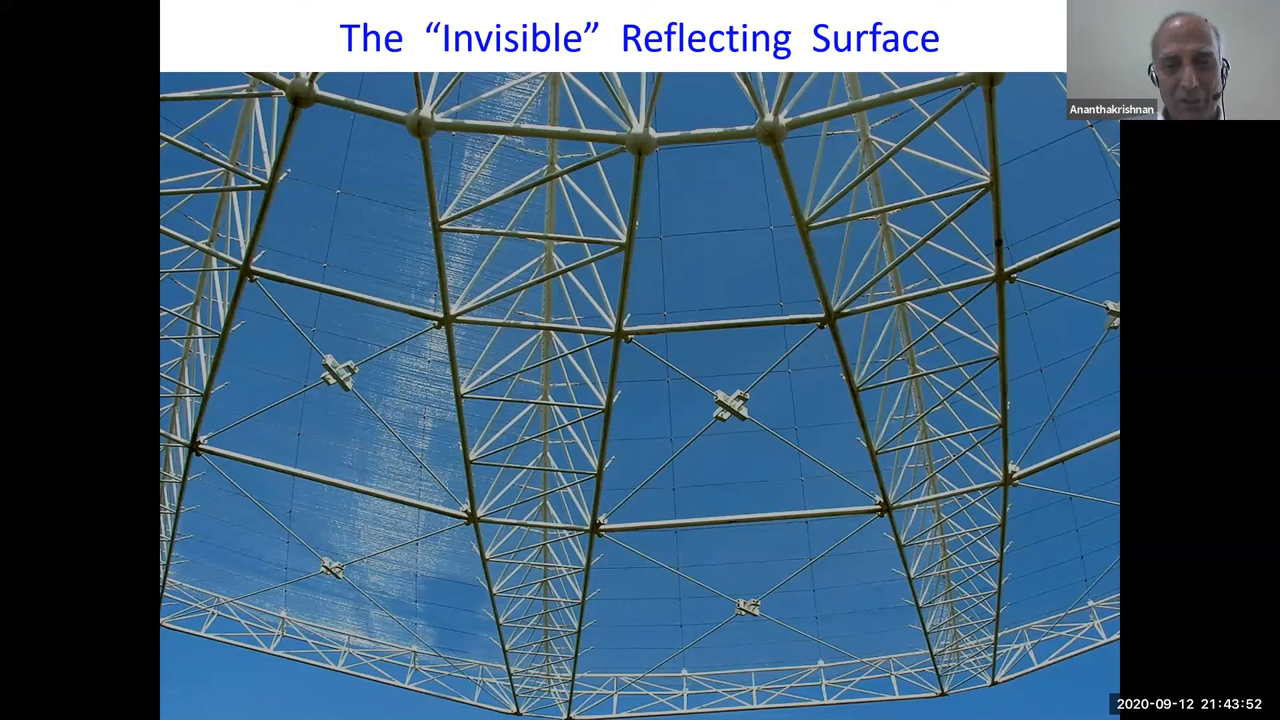 The “Invisible” Reflecting Surface
Ananthakrishnan
2020-09-12 21:43:52